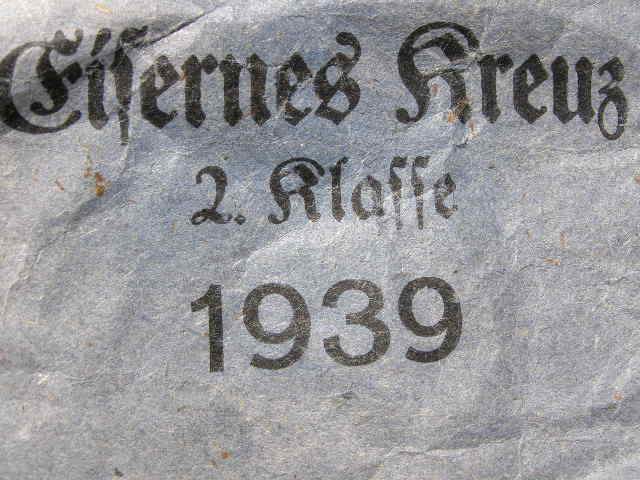 Eisernes Kreuz
2. Klasse
1939